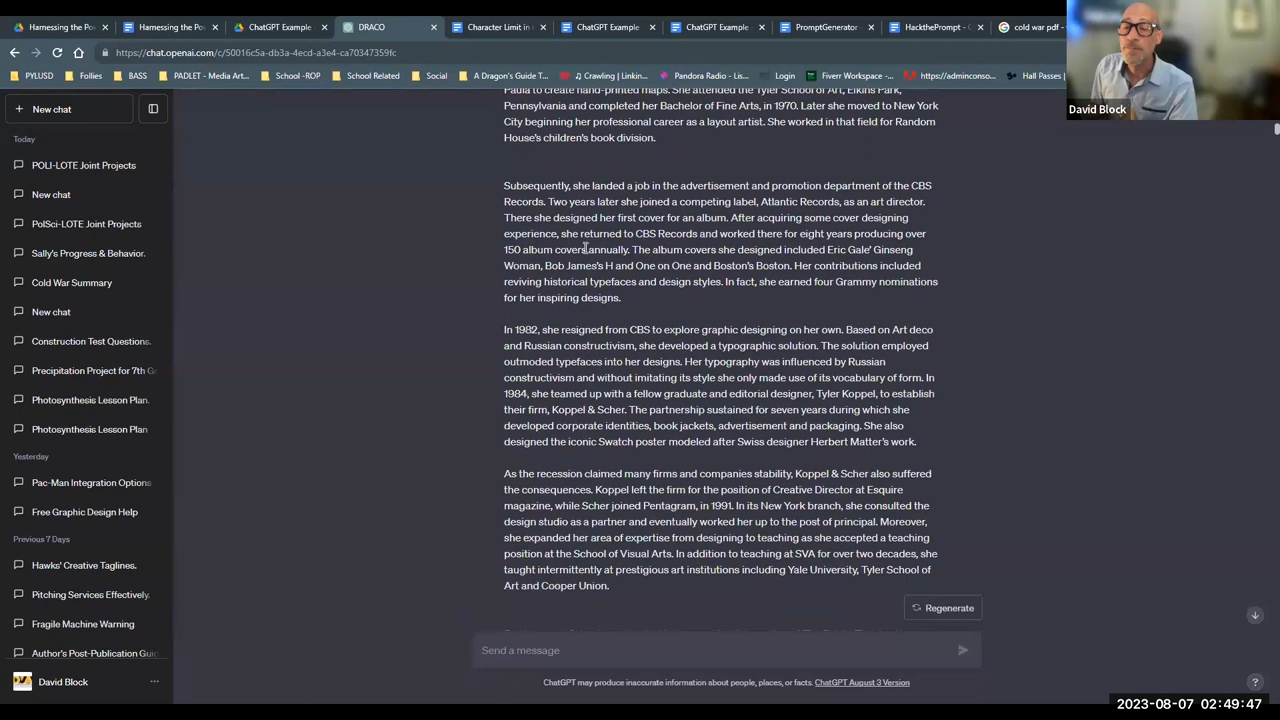 Harnessing the Pow
Harnessing the Pow
ChatGPT Example
DRACO
Character Limit in
ChatGPT Example
ChatGPT Example
PromptGenerator -
HackthePrompt - G
cold war pdf -
https://chat.openai.com/c/50016c5a-db3a-4ecd-a3e4-ca70347359fc
PYLUSD
Follies
BASS
PADLET - Media Art...
School -ROP
School Related
Social
A Dragon's Guide T...
Crawling | Linkin...
Pandora Radio - Lis...
Login
Fiverr Workspace -...
https://adminconso...
Hall Passes |
David Block
New chat
Today
POLI-LOTE Joint Projects
New chat
PolSci-LOTE Joint Projects
Sally's Progress & Behavior.
Cold War Summary
New chat
Construction Test Questions.
Precipitation Project for 7th Gr
Photosynthesis Lesson Plan.
Photosynthesis Lesson Plan
Yesterday
Pac-Man Integration Options
Free Graphic Design Help
Previous 7 Days
Hawks' Creative Taglines.
Pitching Services Effectively.
Fragile Machine Warning
Author's Post-Publication Guid
David Block
Paula to create hand-printed maps. She attended the Tyler School of Art, Elkins Park,
Pennsylvania and completed her Bachelor of Fine Arts, in 1970. Later she moved to New York
City beginning her professional career as a layout artist. She worked in that field for Random
House's children's book division.
Subsequently, she landed a job in the advertisement and promotion department of the CBS
Records. Two years later she joined a competing label, Atlantic Records, as an art director.
There she designed her first cover for an album. After acquiring some cover designing
experience, she returned to CBS Records and worked there for eight years producing over
150 album covers annually. The album covers she designed included Eric Gale' Ginseng
Woman, Bob James's H and One on One and Boston's Boston. Her contributions included
reviving historical typefaces and design styles. In fact, she earned four Grammy nominations
for her inspiring designs.
In 1982, she resigned from CBS to explore graphic designing on her own. Based on Art deco
and Russian constructivism, she developed a typographic solution. The solution employed
outmoded typefaces into her designs. Her typography was influenced by Russian
constructivism and without imitating its style she only made use of its vocabulary of form. In
1984, she teamed up with a fellow graduate and editorial designer, Tyler Koppel, to establish
their firm, Koppel & Scher. The partnership sustained for seven years during which she
developed corporate identities, book jackets, advertisement and packaging. She also
designed the iconic Swatch poster modeled after Swiss designer Herbert Matter's work.
As the recession claimed many firms and companies stability, Koppel & Scher also suffered
the consequences. Koppel left the firm for the position of Creative Director at Esquire
magazine, while Scher joined Pentagram, in 1991. In its New York branch, she consulted the
design studio as a partner and eventually worked her up to the post of principal. Moreover,
she expanded her area of expertise from designing to teaching as she accepted a teaching
position at the School of Visual Arts. In addition to teaching at SVA for over two decades, she
taught intermittently at prestigious art institutions including Yale University, Tyler School of
Art and Cooper Union.
Regenerate
Send a message
ChatGPT may produce inaccurate information about people, places, or facts. ChatGPT August 3 Version
?
2023-08-07 02:49:47